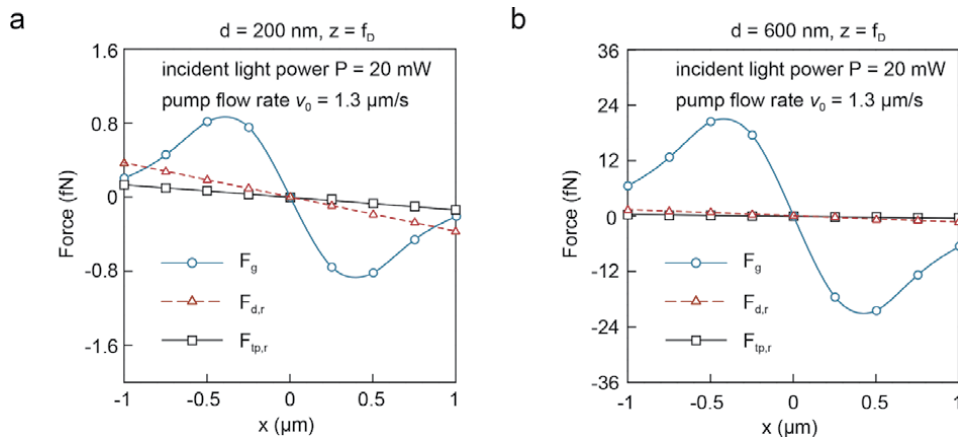 a
d = 200 nm, z = f_D
incident light power P = 20 mW
pump flow rate v₀ = 1.3 µm/s
Force (fN)
1.6
0.8
0
-0.8
-1.6
F_g
F_d,r
F_tp,r
-1 -0.5 0 0.5 1
x (µm)
b
d = 600 nm, z = f_D
incident light power P = 20 mW
pump flow rate v₀ = 1.3 µm/s
Force (fN)
36
24
12
0
-12
-24
-36
F_g
F_d,r
F_tp,r
-1 -0.5 0 0.5 1
x (µm)